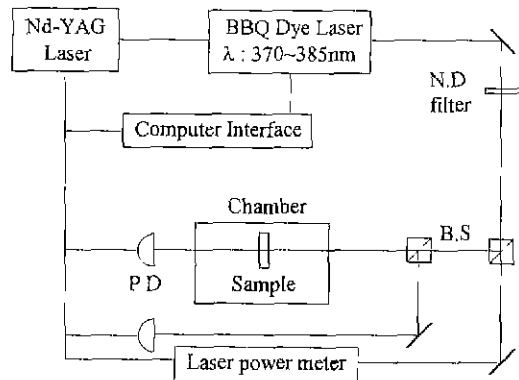 Nd-YAG
Laser
BBQ Dye Laser
λ : 370~385nm
N.D
filter
Computer Interface
Chamber
B.S
P D
Sample
Laser power meter